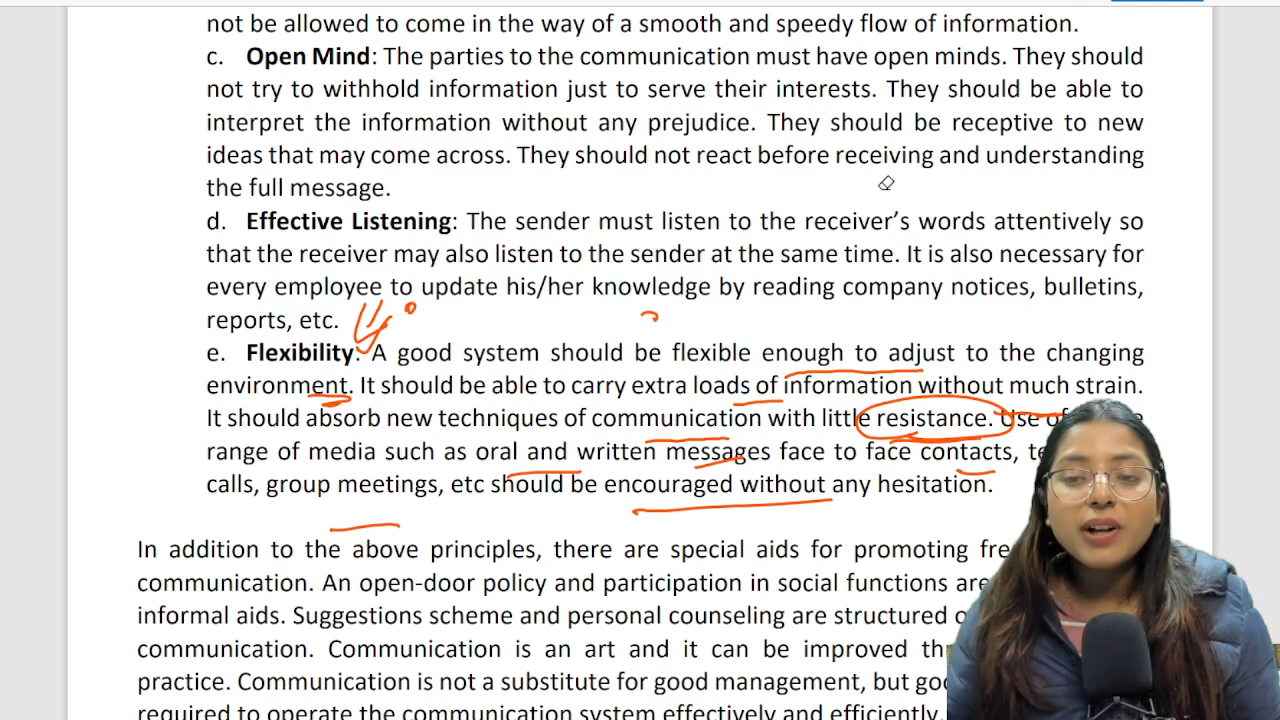 not be allowed to come in the way of a smooth and speedy flow of information.
c. Open Mind: The parties to the communication must have open minds. They should
not try to withhold information just to serve their interests. They should be able to
interpret the information without any prejudice. They should be receptive to new
ideas that may come across. They should not react before receiving and understanding
the full message.
d. Effective Listening: The sender must listen to the receiver’s words attentively so
that the receiver may also listen to the sender at the same time. It is also necessary for
every employee to update his/her knowledge by reading company notices, bulletins,
reports, etc.
e. Flexibility: A good system should be flexible enough to adjust to the changing
environment. It should be able to carry extra loads of information without much strain.
It should absorb new techniques of communication with little resistance. Use of
range of media such as oral and written messages face to face contacts,
calls, group meetings, etc should be encouraged without any hesitation.
In addition to the above principles, there are special aids for promoting
communication. An open-door policy and participation in social functions are
informal aids. Suggestions scheme and personal counseling are structured
communication. Communication is an art and it can be improved
practice. Communication is not a substitute for good management, but
required to operate the communication system effectively and efficiently.